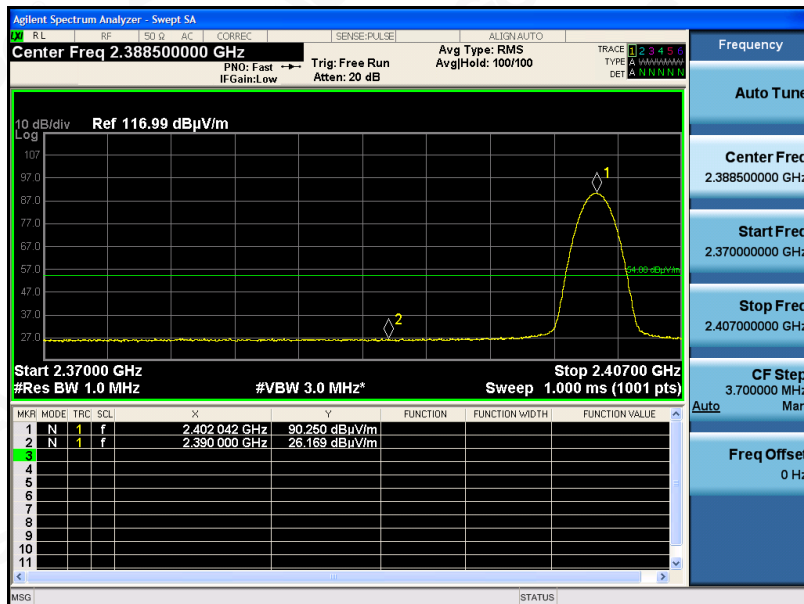 Agilent Spectrum Analyzer - Swept SA
RL RF 50 Ω AC CORREC SENSE:PULSE ALIGN AUTO
Center Freq 2.388500000 GHz
PNO: Fast
IFGain:Low
Trig: Free Run
Atten: 20 dB
Avg Type: RMS
Avg|Hold: 100/100
TRACE 1 2 3 4 5 6
TYPE A
DET A N N N N N
10 dB/div Ref 116.99 dBµV/m
Log
107
97.0
87.0
77.0
67.0
57.0
47.0
37.0
27.0
1
2
54.00 dBµV/m
Start 2.37000 GHz Stop 2.40700 GHz
#Res BW 1.0 MHz #VBW 3.0 MHz* Sweep 1.000 ms (1001 pts)
MKR MODE TRC SCL X Y FUNCTION FUNCTION WIDTH FUNCTION VALUE
1 N 1 f 2.402 042 GHz 90.250 dBµV/m
2 N 1 f 2.390 000 GHz 26.169 dBµV/m
3
4
5
6
7
8
9
10
11
MSG STATUS
Frequency
Auto Tune
Center Freq
2.388500000 GHz
Start Freq
2.370000000 GHz
Stop Freq
2.407000000 GHz
CF Step
3.700000 MHz
Auto Man
Freq Offset
0 Hz